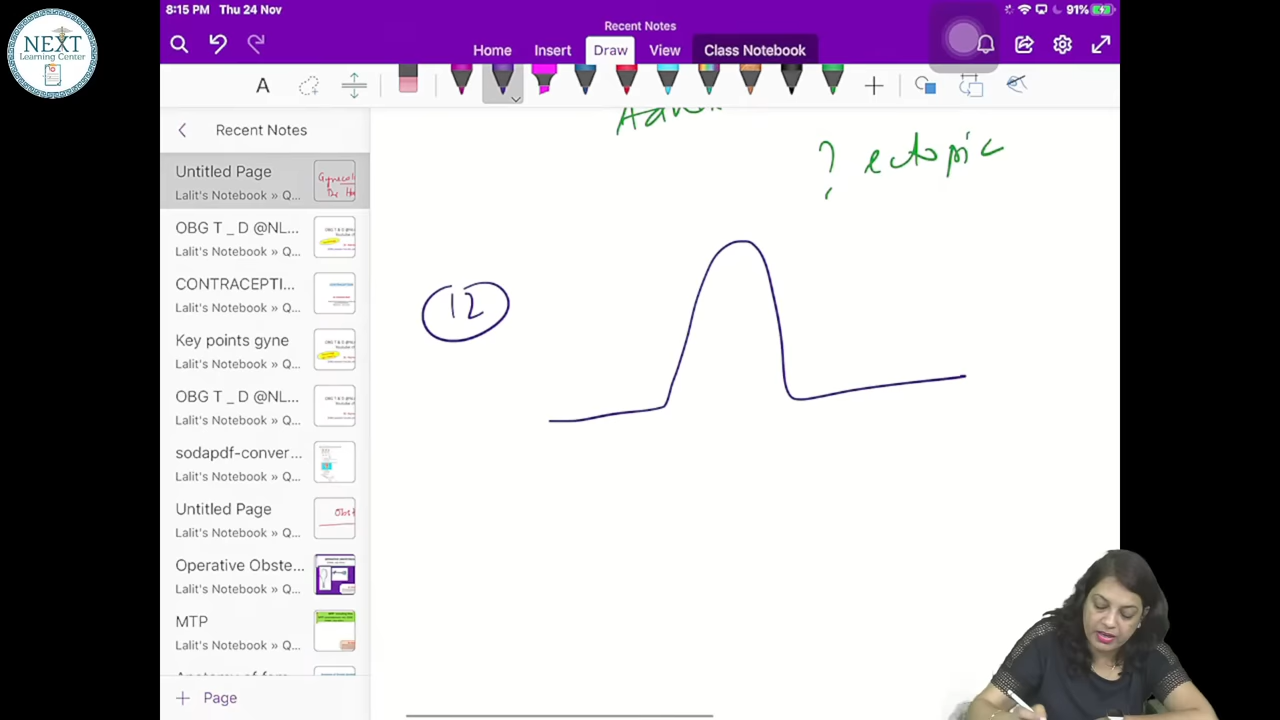 8:15 PM Thu 24 Nov
91%
NEXT
Learning Center
Recent Notes
Home Insert Draw View Class Notebook
A
Recent Notes
Untitled Page
Lalit's Notebook » Q...
OBG T _ D @NL...
Lalit's Notebook » Q...
CONTRACEPTI...
Lalit's Notebook » Q...
Key points gyne
Lalit's Notebook » Q...
OBG T _ D @NL...
Lalit's Notebook » Q...
sodapdf-conver...
Lalit's Notebook » Q...
Untitled Page
Lalit's Notebook » Q...
Operative Obste...
Lalit's Notebook » Q...
MTP
Lalit's Notebook » Q...
Page
? ectopic
12